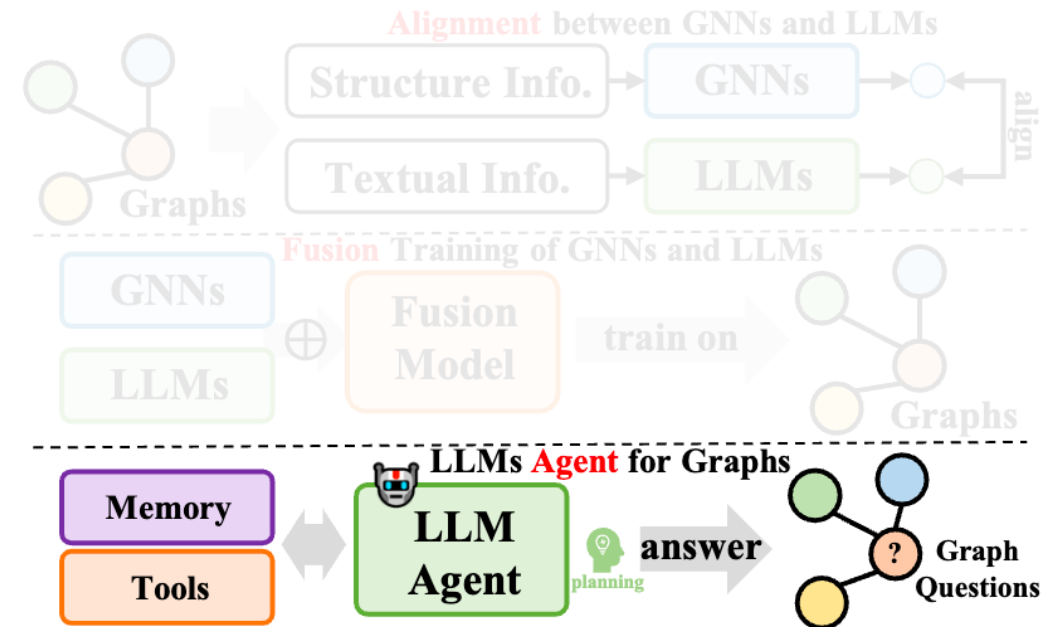 Alignment between GNNs and LLMs
Structure Info.
GNNs
align
Textual Info.
LLMs
Graphs
Fusion Training of GNNs and LLMs
GNNs
LLMs
Fusion
Model
train on
Graphs
LLMs Agent for Graphs
Memory
Tools
LLM
Agent
planning
answer
?
Graph
Questions